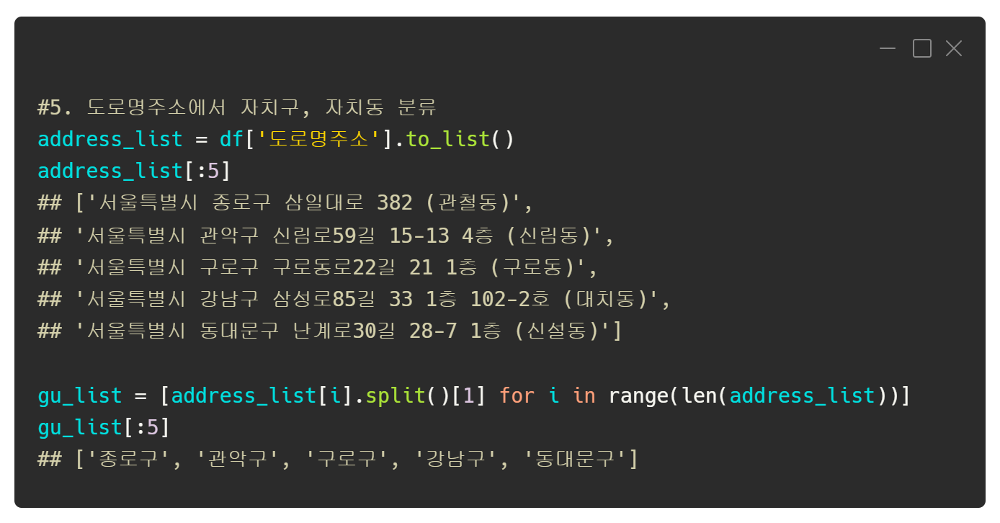 #5. 도로명주소에서 자치구, 자치동 분류
address_list = df['도로명주소'].to_list()
address_list[:5]
## ['서울특별시 종로구 삼일대로 382 (관철동)',
## '서울특별시 관악구 신림로59길 15-13 4층 (신림동)',
## '서울특별시 구로구 구로동로22길 21 1층 (구로동)',
## '서울특별시 강남구 삼성로85길 33 1층 102-2호 (대치동)',
## '서울특별시 동대문구 난계로30길 28-7 1층 (신설동)']
gu_list = [address_list[i].split()[1] for i in range(len(address_list))]
gu_list[:5]
## ['종로구', '관악구', '구로구', '강남구', '동대문구']